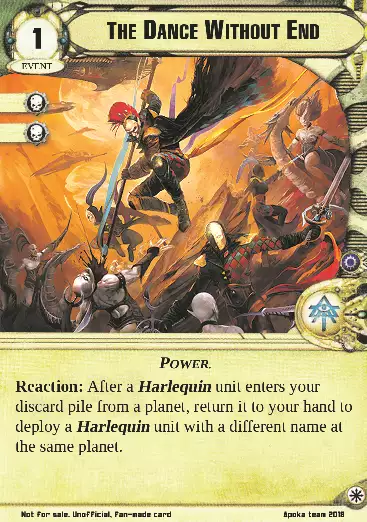 1
THE DANCE WITHOUT END
EVENT
POWER.
Reaction: After a Harlequin unit enters your
discard pile from a planet, return it to your hand to
deploy a Harlequin unit with a different name at
the same planet.
Not for sale. Unofficial, Fan-made card
Apoka team 2018